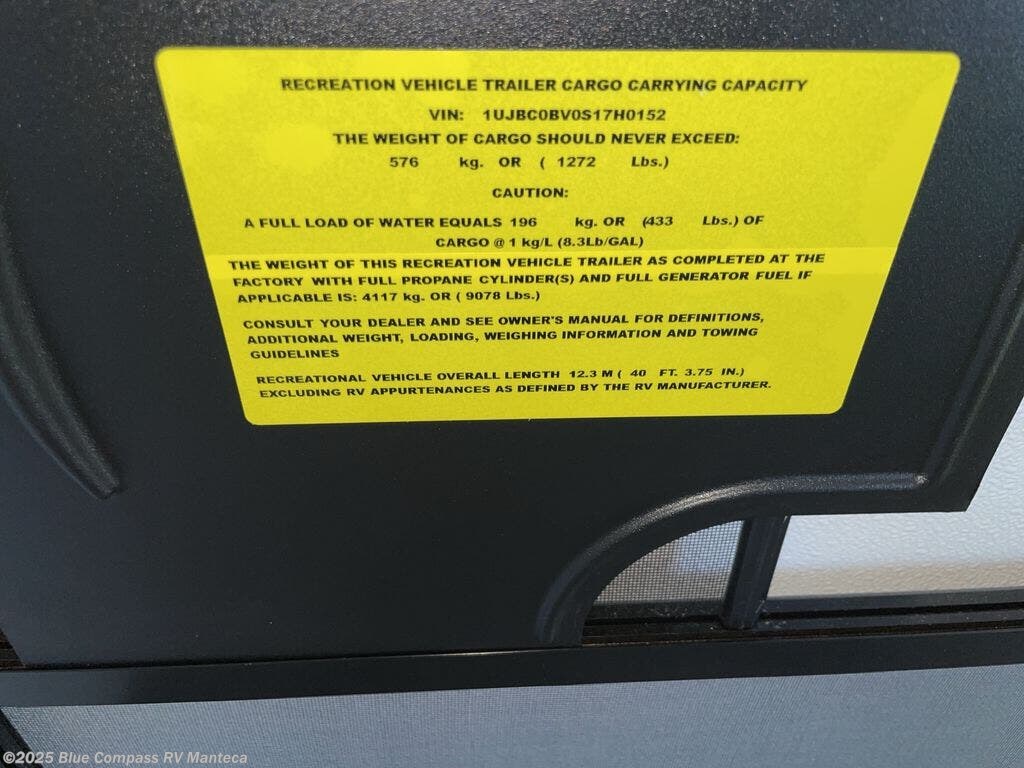 RECREATION VEHICLE TRAILER CARGO CARRYING CAPACITY
VIN: 1UJBC0BV0S17H0152
THE WEIGHT OF CARGO SHOULD NEVER EXCEED:
576 kg. OR ( 1272 Lbs.)
CAUTION:
A FULL LOAD OF WATER EQUALS 196 kg. OR (433 Lbs.) OF
CARGO @ 1 kg/L (8.3Lb/GAL)
THE WEIGHT OF THIS RECREATION VEHICLE TRAILER AS COMPLETED AT THE
FACTORY WITH FULL PROPANE CYLINDER(S) AND FULL GENERATOR FUEL IF
APPLICABLE IS: 4117 kg. OR ( 9078 Lbs.)
CONSULT YOUR DEALER AND SEE OWNER'S MANUAL FOR DEFINITIONS,
ADDITIONAL WEIGHT, LOADING, WEIGHING INFORMATION AND TOWING
GUIDELINES
RECREATIONAL VEHICLE OVERALL LENGTH 12.3 M ( 40 FT. 3.75 IN.)
EXCLUDING RV APPURTENANCES AS DEFINED BY THE RV MANUFACTURER.
©2025 Blue Compass RV Manteca